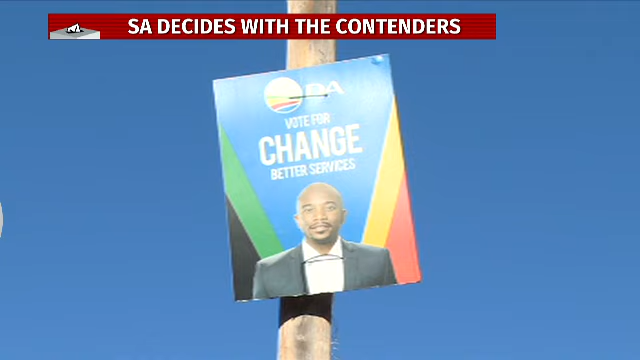 SA DECIDES WITH THE CONTENDERS
DA
VOTE FOR
CHANGE
BETTER SERVICES